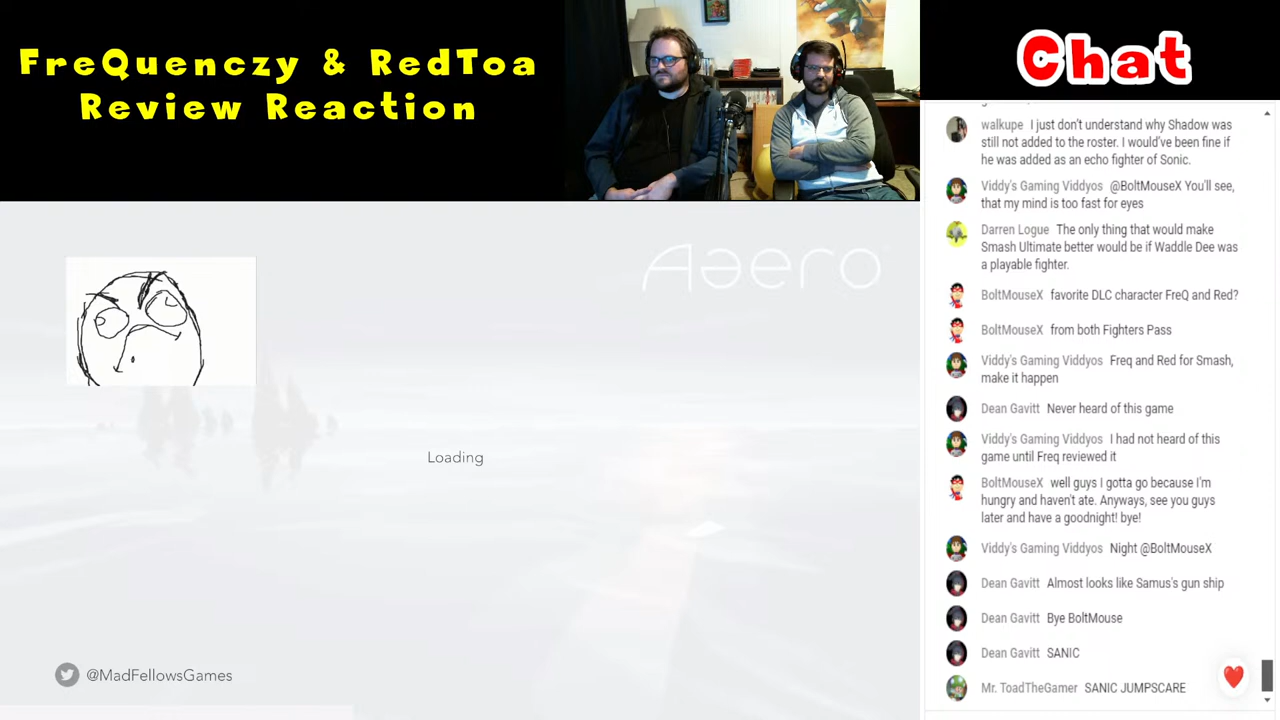 FreQuenczy & RedToa
Review Reaction
Chat
walkupe I just don't understand why Shadow was
still not added to the roster. I would've been fine if
he was added as an echo fighter of Sonic.
Viddy's Gaming Viddyos @BoltMouseX You'll see,
that my mind is too fast for eyes
Darren Logue The only thing that would make
Smash Ultimate better would be if Waddle Dee was
a playable fighter.
BoltMouseX favorite DLC character FreQ and Red?
BoltMouseX from both Fighters Pass
Viddy's Gaming Viddyos Freq and Red for Smash,
make it happen
Dean Gavitt Never heard of this game
Viddy's Gaming Viddyos I had not heard of this
game until Freq reviewed it
BoltMouseX well guys I gotta go because I'm
hungry and haven't ate. Anyways, see you guys
later and have a goodnight! bye!
Viddy's Gaming Viddyos Night @BoltMouseX
Dean Gavitt Almost looks like Samus's gun ship
Dean Gavitt Bye BoltMouse
Dean Gavitt SANIC
Mr. ToadTheGamer SANIC JUMPSCARE
Aaero
Loading
@MadFellowsGames